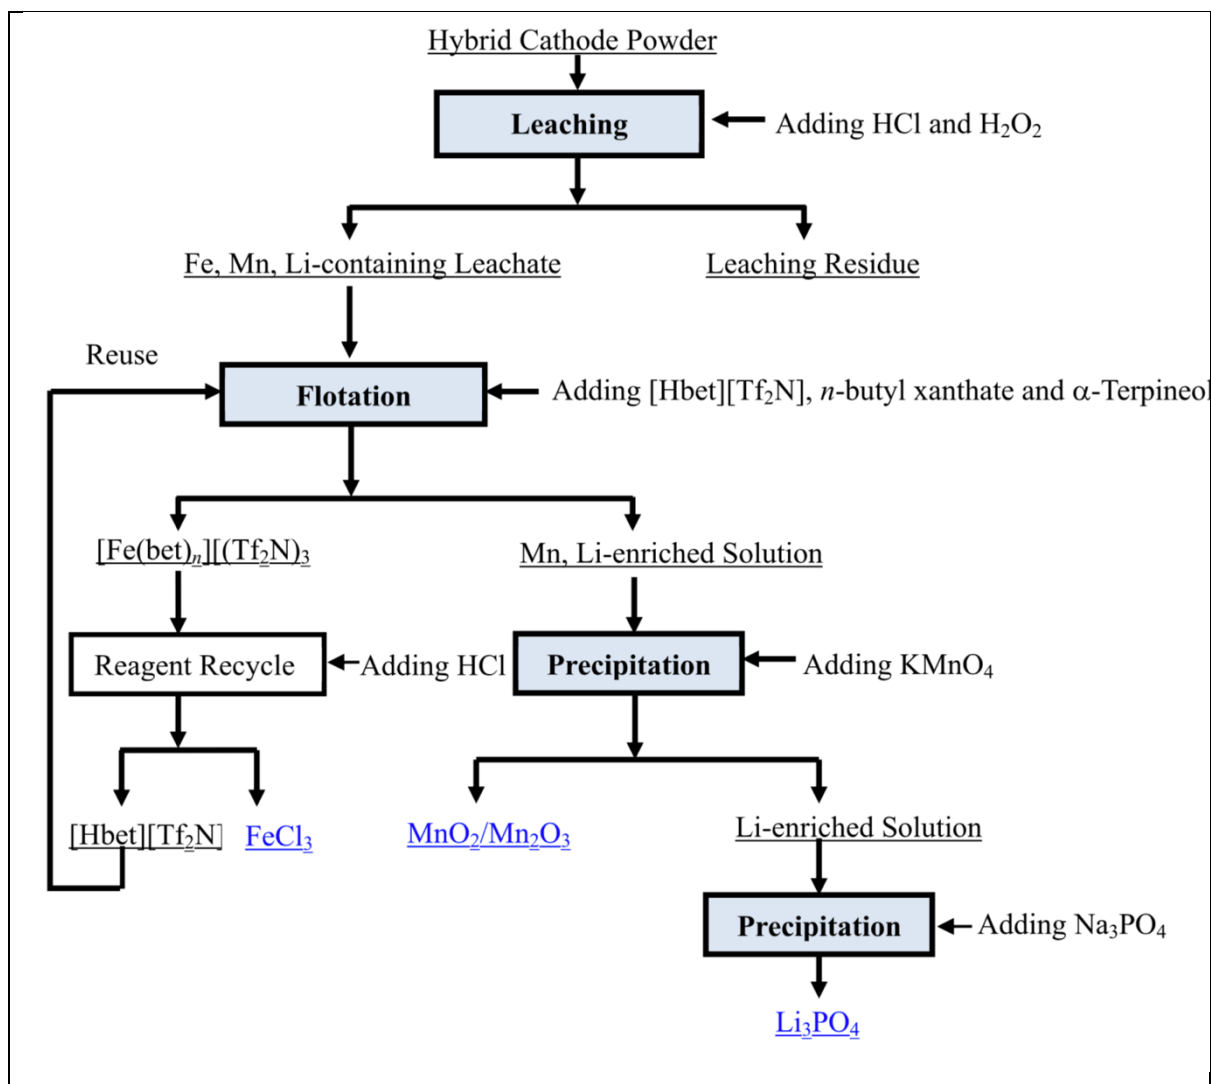 Hybrid Cathode Powder
Leaching
Adding HCl and H₂O₂
Fe, Mn, Li-containing Leachate
Leaching Residue
Reuse
Flotation
Adding [Hbet][Tf₂N], n-butyl xanthate and α-Terpineol
[Fe(bet)ₙ][(Tf₂N)₃
Mn, Li-enriched Solution
Reagent Recycle
Adding HCl
Precipitation
Adding KMnO₄
[Hbet][Tf₂N]
FeCl₃
MnO₂/Mn₂O₃
Li-enriched Solution
Precipitation
Adding Na₃PO₄
Li₃PO₄